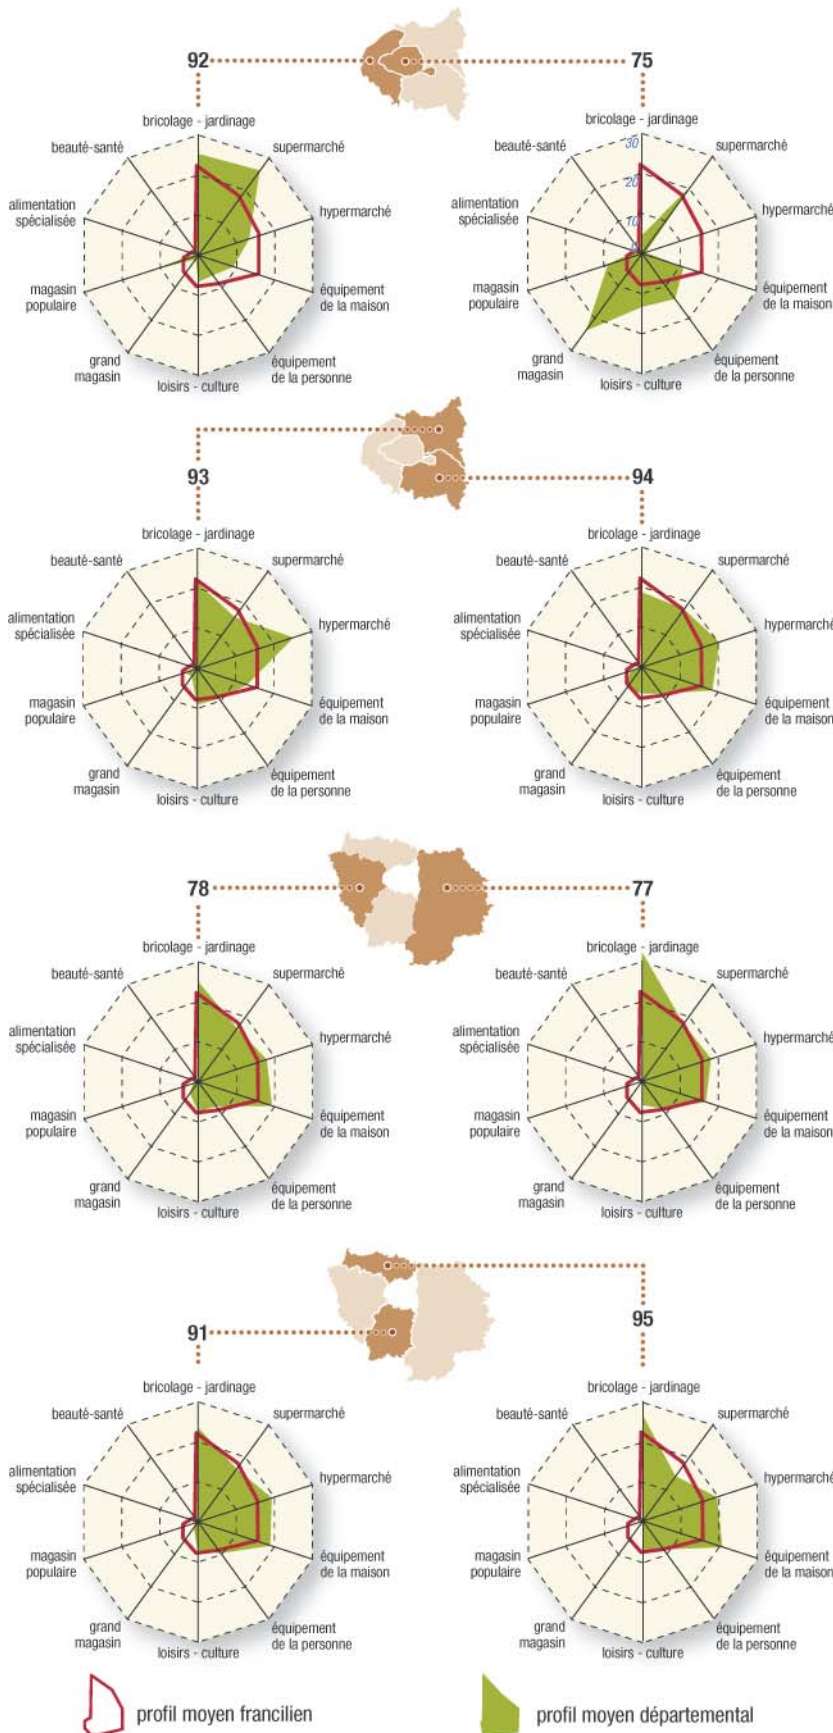 92
75
bricolage - jardinage
beauté-santé
supermarché
alimentation
spécialisée
hypermarché
magasin
populaire
équipement
de la maison
grand
magasin
équipement
de la personne
loisirs - culture
bricolage - jardinage
30
20
10
0
beauté-santé
supermarché
alimentation
spécialisée
hypermarché
magasin
populaire
équipement
de la maison
grand
magasin
équipement
de la personne
loisirs - culture
93
94
bricolage - jardinage
beauté-santé
supermarché
alimentation
spécialisée
hypermarché
magasin
populaire
équipement
de la maison
grand
magasin
équipement
de la personne
loisirs - culture
bricolage - jardinage
beauté-santé
supermarché
alimentation
spécialisée
hypermarché
magasin
populaire
équipement
de la maison
grand
magasin
équipement
de la personne
loisirs - culture
78
77
bricolage - jardinage
beauté-santé
supermarché
alimentation
spécialisée
hypermarché
magasin
populaire
équipement
de la maison
grand
magasin
équipement
de la personne
loisirs - culture
bricolage - jardinage
beauté-santé
supermarché
alimentation
spécialisée
hypermarché
magasin
populaire
équipement
de la maison
grand
magasin
équipement
de la personne
loisirs - culture
91
95
bricolage - jardinage
beauté-santé
supermarché
alimentation
spécialisée
hypermarché
magasin
populaire
équipement
de la maison
grand
magasin
équipement
de la personne
loisirs - culture
bricolage - jardinage
beauté-santé
supermarché
alimentation
spécialisée
hypermarché
magasin
populaire
équipement
de la maison
grand
magasin
équipement
de la personne
loisirs - culture
profil moyen francilien
profil moyen départemental